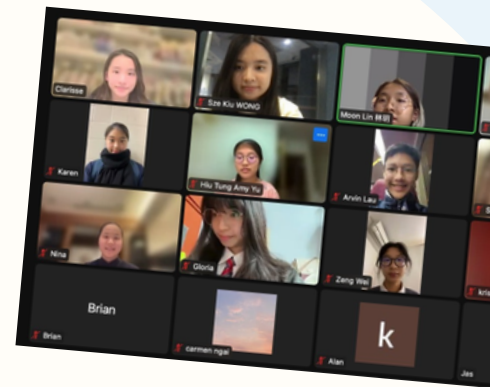 Clarisse
Sze Kiu WONG
Moon Lin 林玥
Karen
Hiu Tung Amy Yu
Arvin Lau
Nina
Gloria
Zeng Wei
kris
Brian
Brian
carmen ngai
k
Alan
Jas